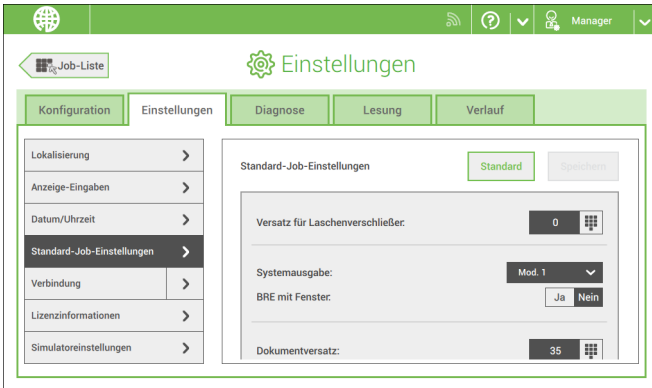 Manager
Job-Liste
Einstellungen
Konfiguration
Einstellungen
Diagnose
Lesung
Verlauf
Lokalisierung
Anzeige-Eingaben
Datum/Uhrzeit
Standard-Job-Einstellungen
Verbindung
Lizenzinformationen
Simulatoreinstellungen
Standard-Job-Einstellungen
Standard
Speichern
Versatz für Laschenverschließer:
0
Systemausgabe:
Mod. 1
BRE mit Fenster:
Ja Nein
Dokumentversatz:
35